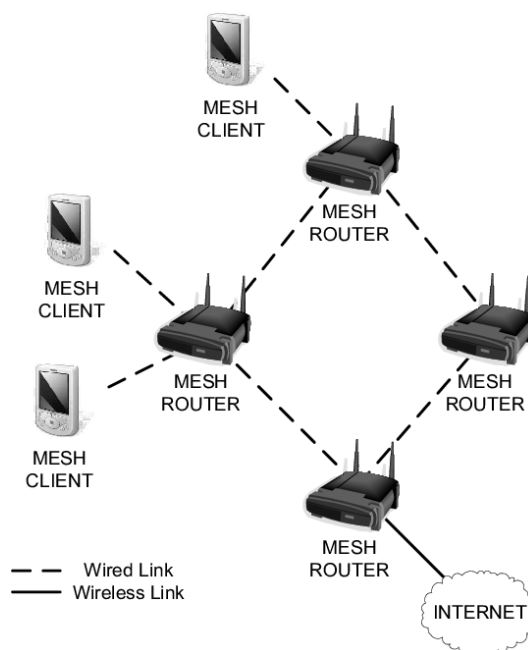 MESH
CLIENT
MESH
ROUTER
MESH
CLIENT
MESH
ROUTER
MESH
ROUTER
MESH
CLIENT
MESH
ROUTER
Wired Link
Wireless Link
INTERNET